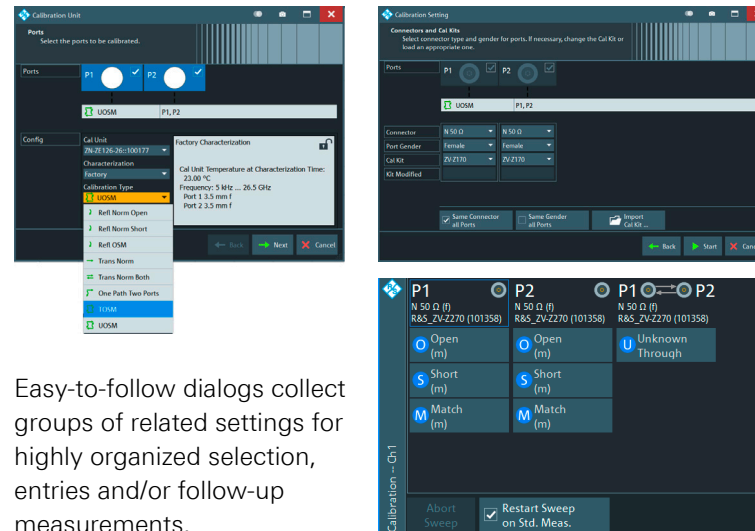 Calibration Unit
Ports
Select the ports to be calibrated.
Ports
P1
P2
UOSM
P1, P2
Config
Cal Unit
ZN-ZE126-26::100177
Characterization
Factory
Calibration Type
UOSM
Refl Norm Open
Refl Norm Short
Refl OSM
Trans Norm
Trans Norm Both
One Path Two Ports
TOSM
UOSM
Factory Characterization
Cal Unit Temperature at Characterization Time:
23.00 °C
Frequency: 5 kHz ... 26.5 GHz
Port 1 3.5 mm f
Port 2 3.5 mm f
Back
Next
Cancel
Calibration Setting
Connectors and Cal Kits
Select connector type and gender for ports. If necessary, change the Cal Kit or
load an appropriate one.
Ports
P1
P2
UOSM
P1, P2
Connector
N 50 Ω
N 50 Ω
Port Gender
Female
Female
Cal Kit
ZV-Z170
ZV-Z170
Kit Modified
Same Connector
all Ports
Same Gender
all Ports
Import
Cal Kit ...
Back
Start
Cance
Easy-to-follow dialogs collect
groups of related settings for
highly organized selection,
entries and/or follow-up
measurements.
Calibration -- Ch1
P1
N 50 Ω (f)
R&S_ZV-Z270 (101358)
O Open
(m)
S Short
(m)
M Match
(m)
P2
N 50 Ω (f)
R&S_ZV-Z270 (101358)
O Open
(m)
S Short
(m)
M Match
(m)
P1 P2
N 50 Ω (f)
R&S_ZV-Z270 (101358)
U Unknown
Through
Abort
Sweep
Restart Sweep
on Std. Meas.